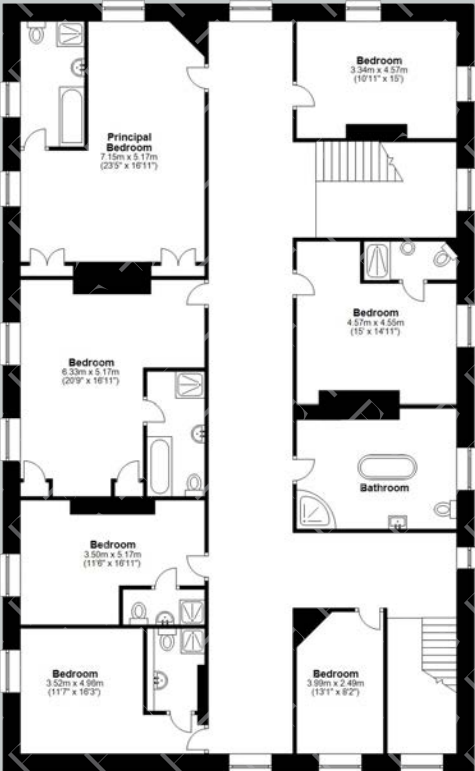 Bedroom
3.34m x 4.57m
(10'11" x 15')
Principal
Bedroom
7.15m x 5.17m
(23'5" x 16'11")
Bedroom
4.57m x 4.55m
(15' x 14'11")
Bedroom
6.33m x 5.17m
(20'9" x 16'11")
Bathroom
Bedroom
3.50m x 5.17m
(11'6" x 16'11")
Bedroom
3.52m x 4.96m
(11'7" x 16'3")
Bedroom
3.99m x 2.49m
(13'1" x 8'2")